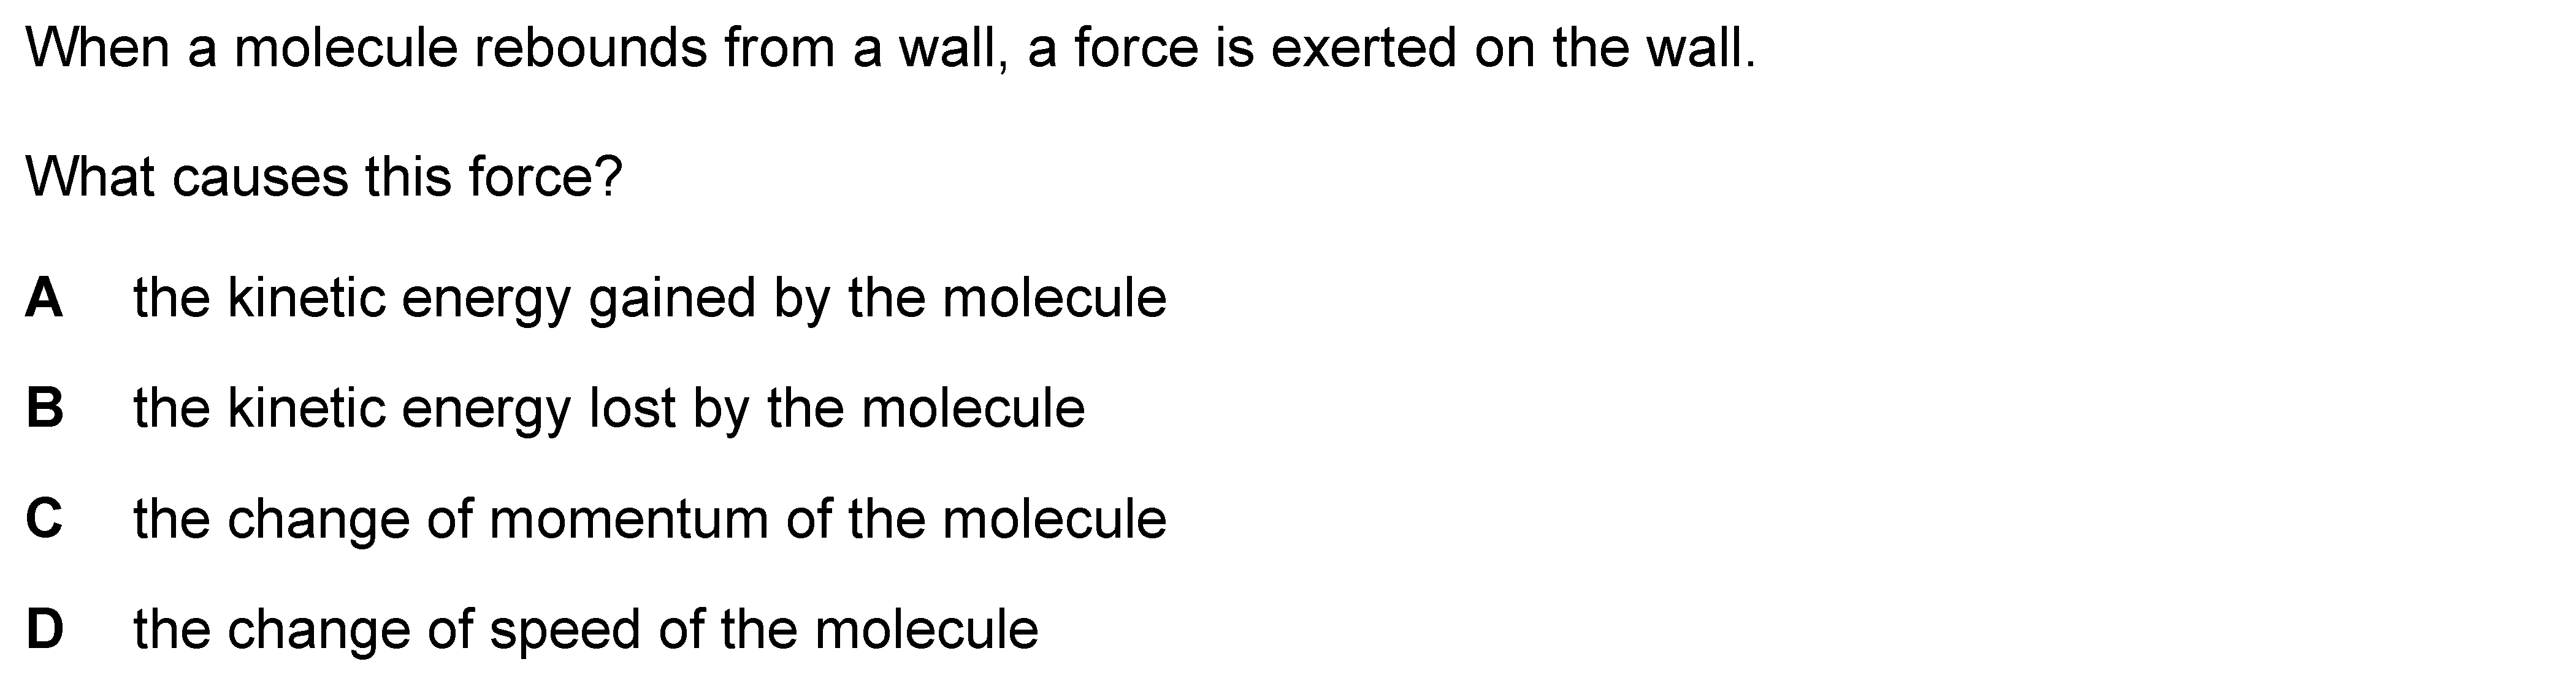 When a molecule rebounds from a wall, a force is exerted on the wall.
What causes this force?
A the kinetic energy gained by the molecule
B the kinetic energy lost by the molecule
C the change of momentum of the molecule
D the change of speed of the molecule